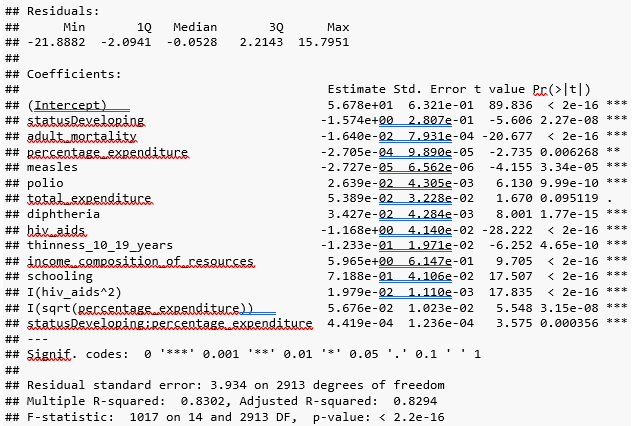 ## Residuals:
##      Min       1Q   Median       3Q      Max
## -21.8882  -2.0941  -0.0528   2.2143  15.7951
##
## Coefficients:
##                                          Estimate Std. Error t value Pr(>|t|)
## (Intercept)                             5.678e+01  6.321e-01  89.836  < 2e-16 ***
## statusDeveloping                       -1.574e+00  2.807e-01  -5.606 2.27e-08 ***
## adult_mortality                        -1.640e-02  7.931e-04 -20.677  < 2e-16 ***
## percentage_expenditure                 -2.705e-04  9.890e-05  -2.735 0.006268 **
## measles                                -2.727e-05  6.562e-06  -4.155 3.34e-05 ***
## polio                                   2.639e-02  4.305e-03   6.130 9.99e-10 ***
## total_expenditure                       5.389e-02  3.228e-02   1.670 0.095119 .
## diphtheria                              3.427e-02  4.284e-03   8.001 1.77e-15 ***
## hiv_aids                               -1.168e+00  4.140e-02 -28.222  < 2e-16 ***
## thinness_10_19_years                   -1.233e-01  1.971e-02  -6.252 4.65e-10 ***
## income_composition_of_resources         5.965e+00  6.147e-01   9.705  < 2e-16 ***
## schooling                               7.188e-01  4.106e-02  17.507  < 2e-16 ***
## I(hiv_aids^2)                           1.979e-02  1.110e-03  17.835  < 2e-16 ***
## I(sqrt(percentage_expenditure))         5.676e-02  1.023e-02   5.548 3.15e-08 ***
## statusDeveloping:percentage_expenditure  4.419e-04  1.236e-04   3.575 0.000356 ***
## ---
## Signif. codes:  0 '***' 0.001 '**' 0.01 '*' 0.05 '.' 0.1 ' ' 1
##
## Residual standard error: 3.934 on 2913 degrees of freedom
## Multiple R-squared:  0.8302, Adjusted R-squared:  0.8294
## F-statistic:  1017 on 14 and 2913 DF,  p-value: < 2.2e-16